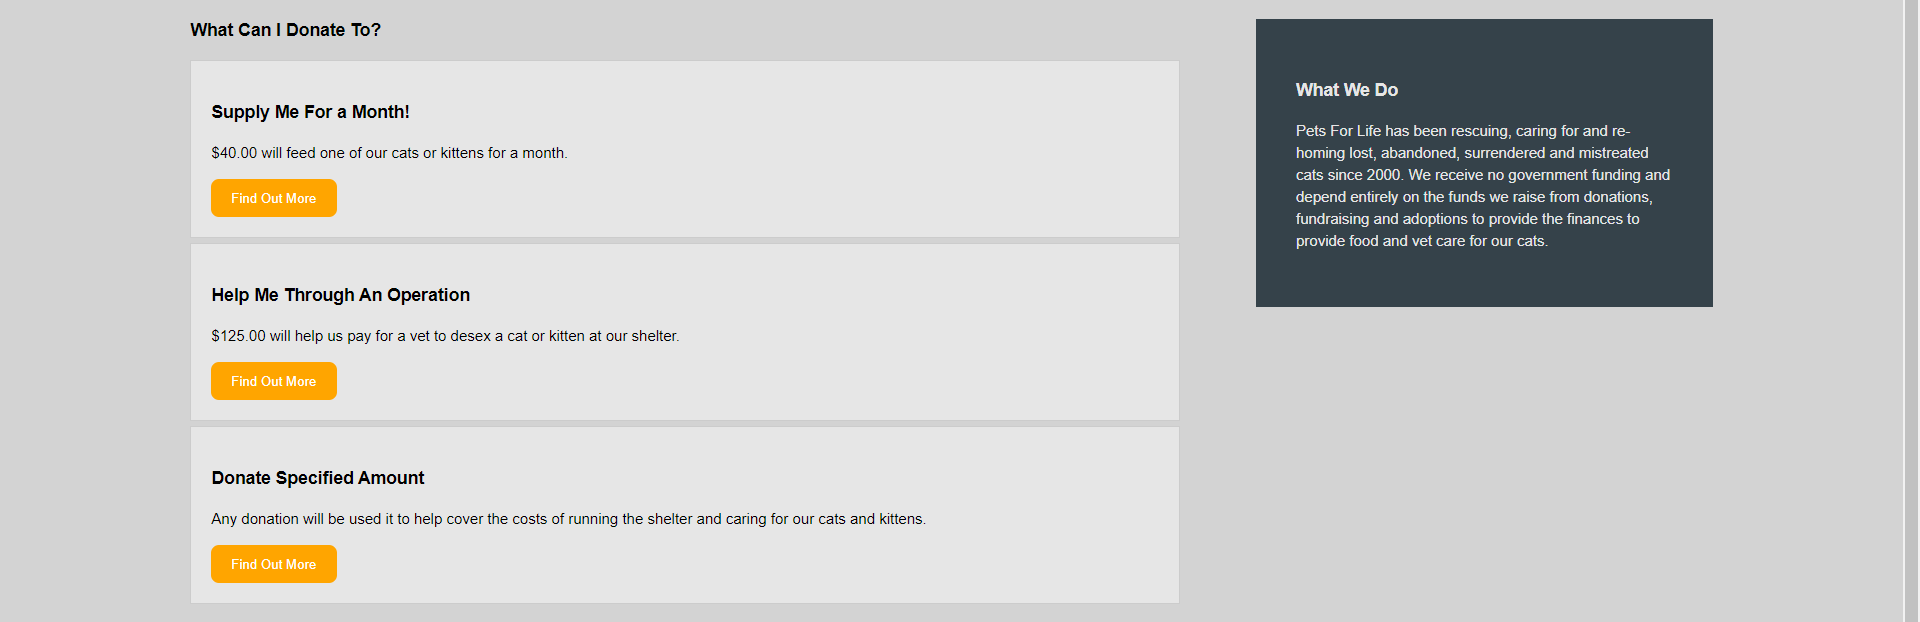 What Can I Donate To?
Supply Me For a Month!
$40.00 will feed one of our cats or kittens for a month.
Find Out More
Help Me Through An Operation
$125.00 will help us pay for a vet to desex a cat or kitten at our shelter.
Find Out More
Donate Specified Amount
Any donation will be used it to help cover the costs of running the shelter and caring for our cats and kittens.
Find Out More
What We Do
Pets For Life has been rescuing, caring for and re-
homing lost, abandoned, surrendered and mistreated
cats since 2000. We receive no government funding and
depend entirely on the funds we raise from donations,
fundraising and adoptions to provide the finances to
provide food and vet care for our cats.